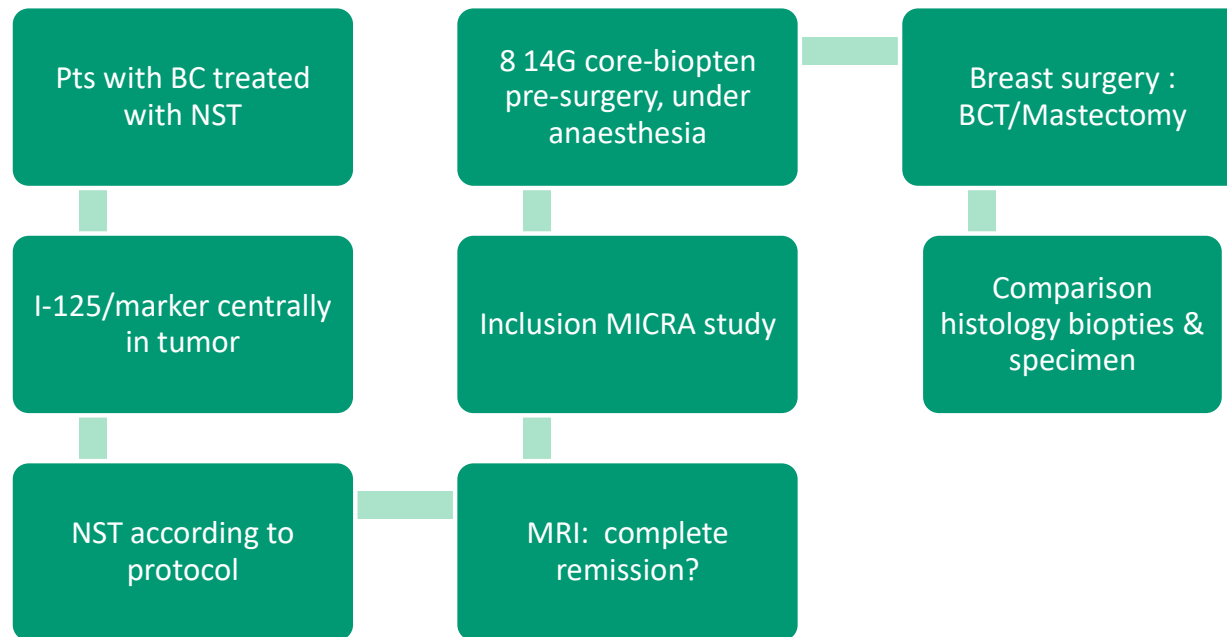 Pts with BC treated
with NST
I-125/marker centrally
in tumor
NST according to
protocol
MRI:  complete
remission?
Inclusion MICRA study
8 14G core-biopten
pre-surgery, under
anaesthesia
Breast surgery :
BCT/Mastectomy
Comparison
histology biopties &
specimen